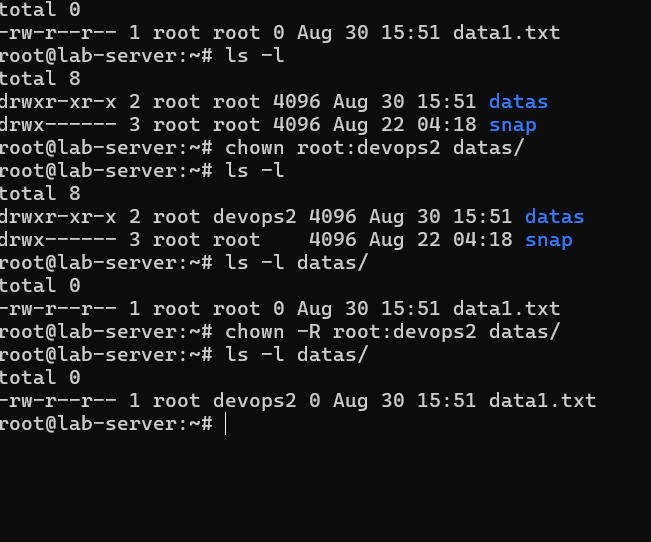 total 0
-rw-r--r-- 1 root root 0 Aug 30 15:51 data1.txt
root@lab-server:~# ls -l
total 8
drwxr-xr-x 2 root root 4096 Aug 30 15:51 datas
drwx------ 3 root root 4096 Aug 22 04:18 snap
root@lab-server:~# chown root:devops2 datas/
root@lab-server:~# ls -l
total 8
drwxr-xr-x 2 root devops2 4096 Aug 30 15:51 datas
drwx------ 3 root root    4096 Aug 22 04:18 snap
root@lab-server:~# ls -l datas/
total 0
-rw-r--r-- 1 root root 0 Aug 30 15:51 data1.txt
root@lab-server:~# chown -R root:devops2 datas/
root@lab-server:~# ls -l datas/
total 0
-rw-r--r-- 1 root devops2 0 Aug 30 15:51 data1.txt
root@lab-server:~#